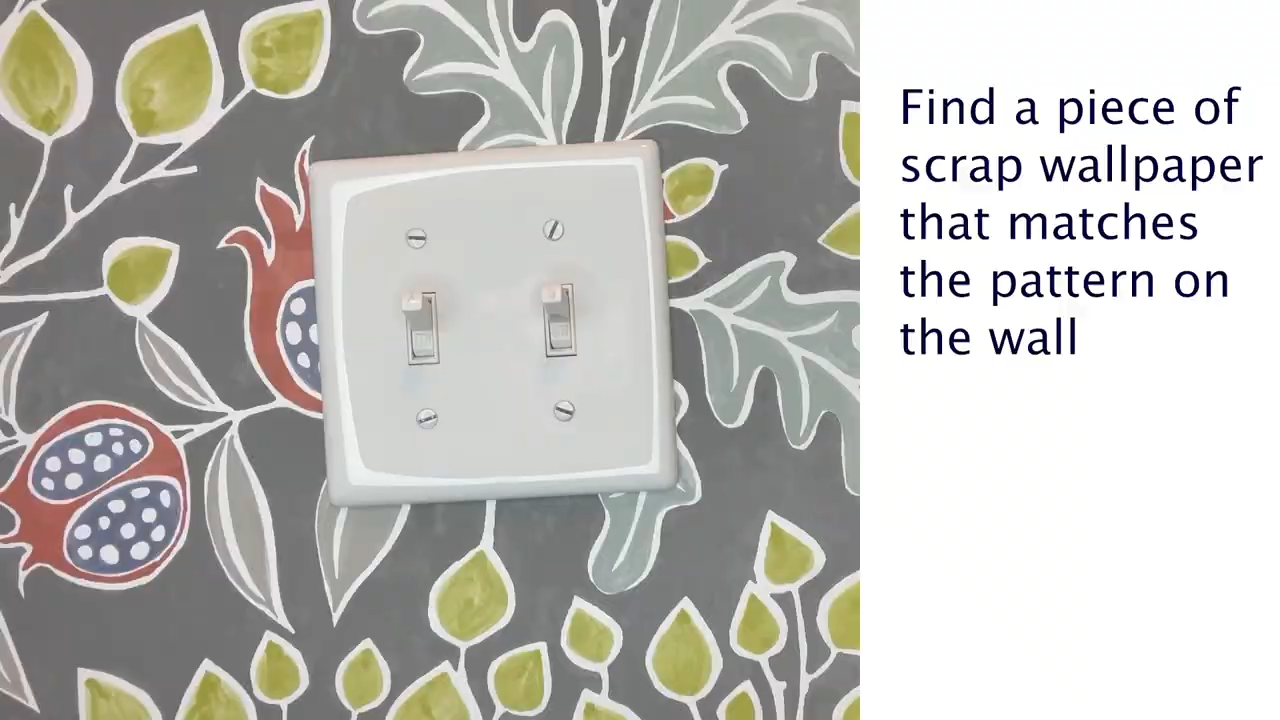 Find a piece of
scrap wallpaper
that matches
the pattern on
the wall